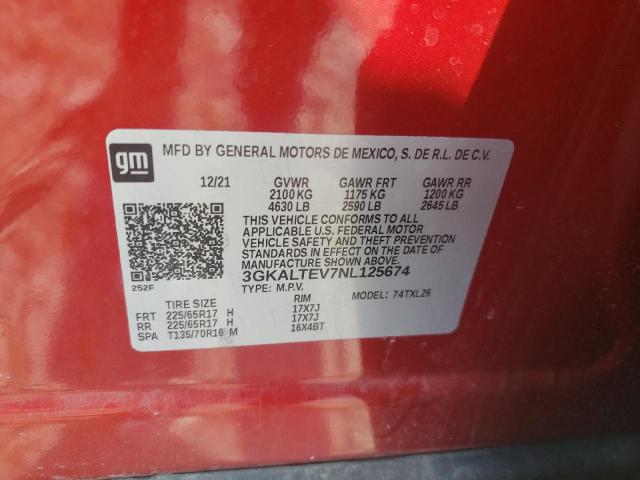 gm
MFD BY GENERAL MOTORS DE MEXICO, S. DE R.L. DE C.V.
12/21 GVWR GAWR FRT GAWR RR
2100 KG 1175 KG 1200 KG
4630 LB 2590 LB 2645 LB
THIS VEHICLE CONFORMS TO ALL
APPLICABLE U.S. FEDERAL MOTOR
VEHICLE SAFETY AND THEFT PREVENTION
STANDARDS IN EFFECT ON THE DATE OF
MANUFACTURE SHOWN ABOVE.
3GKALTEV7NL125674
252F
TYPE: M.P.V. MODEL: 74TXL26
TIRE SIZE RIM
FRT 225/65R17 H 17X7J
RR 225/65R17 H 17X7J
SPA T135/70R16 M 16X4BT